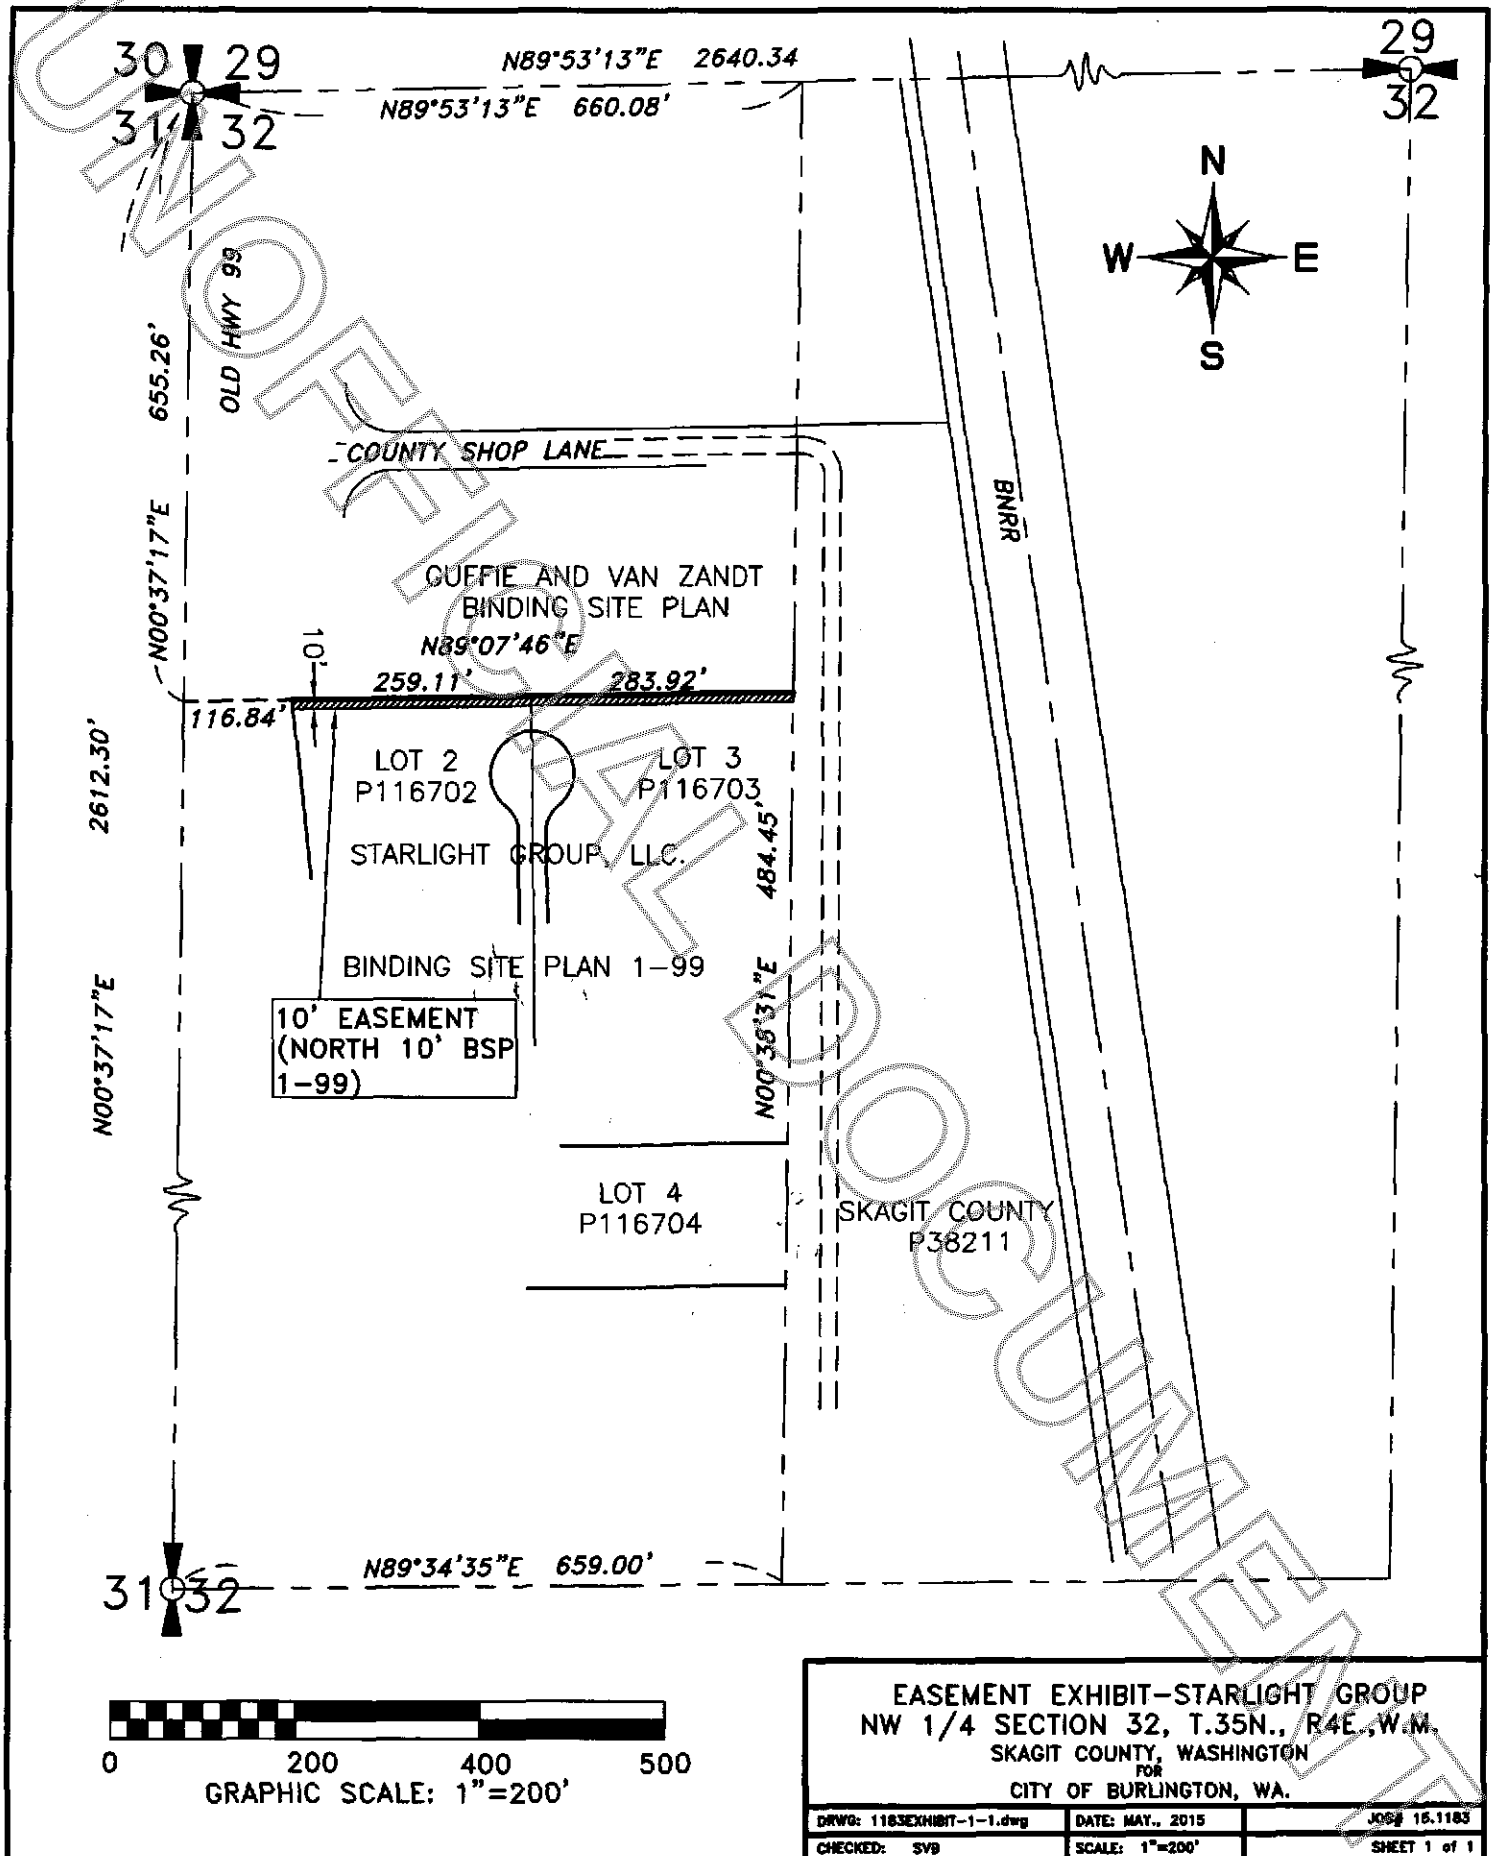 30 29
31 32
N89°53'13"E 2640.34
N89°53'13"E 660.08'
29
32
N
W E
S
655.26'
OLD HWY 99
COUNTY SHOP LANE
BNRR
N00°37'17"E
GUFFIE AND VAN ZANDT
BINDING SITE PLAN
N89°07'46"E
10'
259.11' 283.92'
116.84'
2612.30'
LOT 2
P116702
LOT 3
P116703
STARLIGHT GROUP, LLC.
484.45'
BINDING SITE PLAN 1-99
N00°37'17"E
10' EASEMENT
(NORTH 10' BSP
1-99)
N00°38'31"E
LOT 4
P116704
SKAGIT COUNTY
P38211
N89°34'35"E 659.00'
31 32
0 200 400 500
GRAPHIC SCALE: 1"=200'
EASEMENT EXHIBIT-STARLIGHT GROUP
NW 1/4 SECTION 32, T.35N., R4E.,W.M.
SKAGIT COUNTY, WASHINGTON
FOR
CITY OF BURLINGTON, WA.
DRWG: 1183EXHIBIT-1-1.dwg DATE: MAY., 2015 JOB# 15.1183
CHECKED: SVB SCALE: 1"=200' SHEET 1 of 1
UNOFFICIAL DOCUMENT